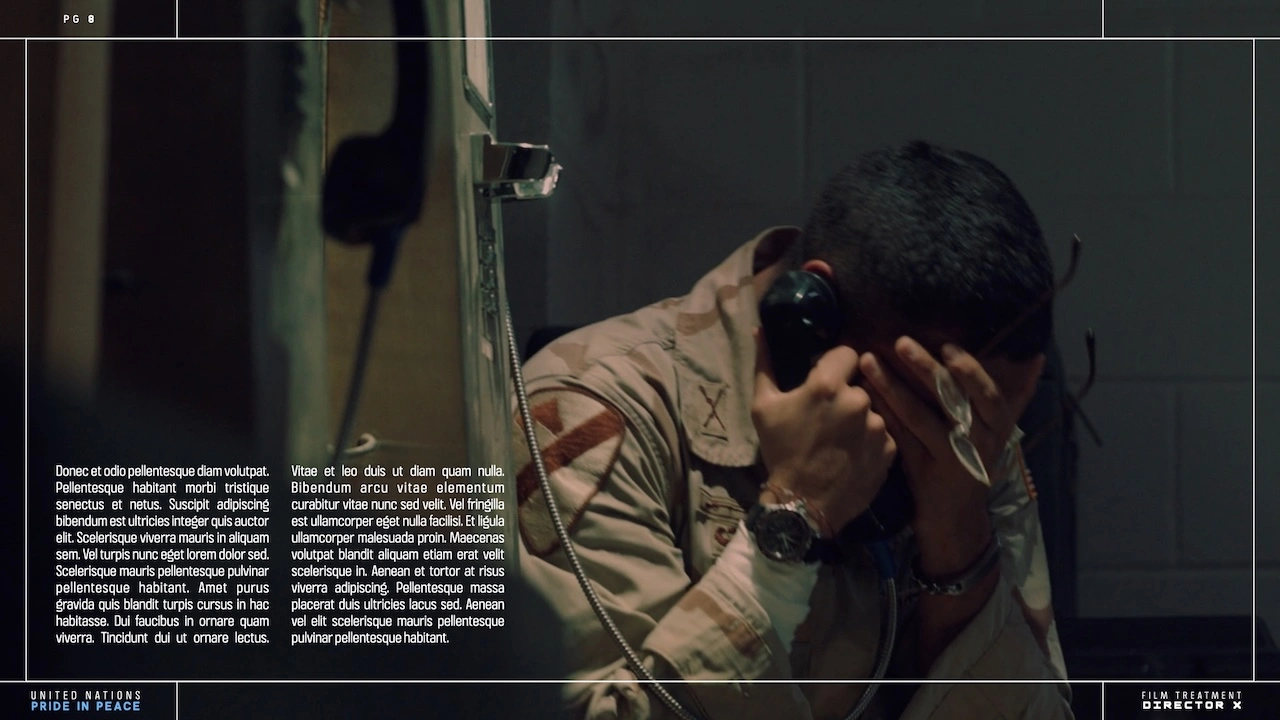 PG 8
Donec et odio pellentesque diam volutpat.
Pellentesque habitant morbi tristique
senectus et netus. Suscipit adipiscing
bibendum est ultricies integer quis auctor
elit. Scelerisque viverra mauris in aliquam
sem. Vel turpis nunc eget lorem dolor sed.
Scelerisque mauris pellentesque pulvinar
pellentesque habitant. Amet purus
gravida quis blandit turpis cursus in hac
habitasse. Dui faucibus in ornare quam
viverra. Tincidunt dui ut ornare lectus.
Vitae et leo duis ut diam quam nulla.
Bibendum arcu vitae elementum
curabitur vitae nunc sed velit. Vel fringilla
est ullamcorper eget nulla facilisi. Et ligula
ullamcorper malesuada proin. Maecenas
volutpat blandit aliquam etiam erat velit
scelerisque in. Aenean et tortor at risus
viverra adipiscing. Pellentesque massa
placerat duis ultricies lacus sed. Aenean
vel elit scelerisque mauris pellentesque
pulvinar pellentesque habitant.
UNITED NATIONS
PRIDE IN PEACE
FILM TREATMENT
DIRECTOR X